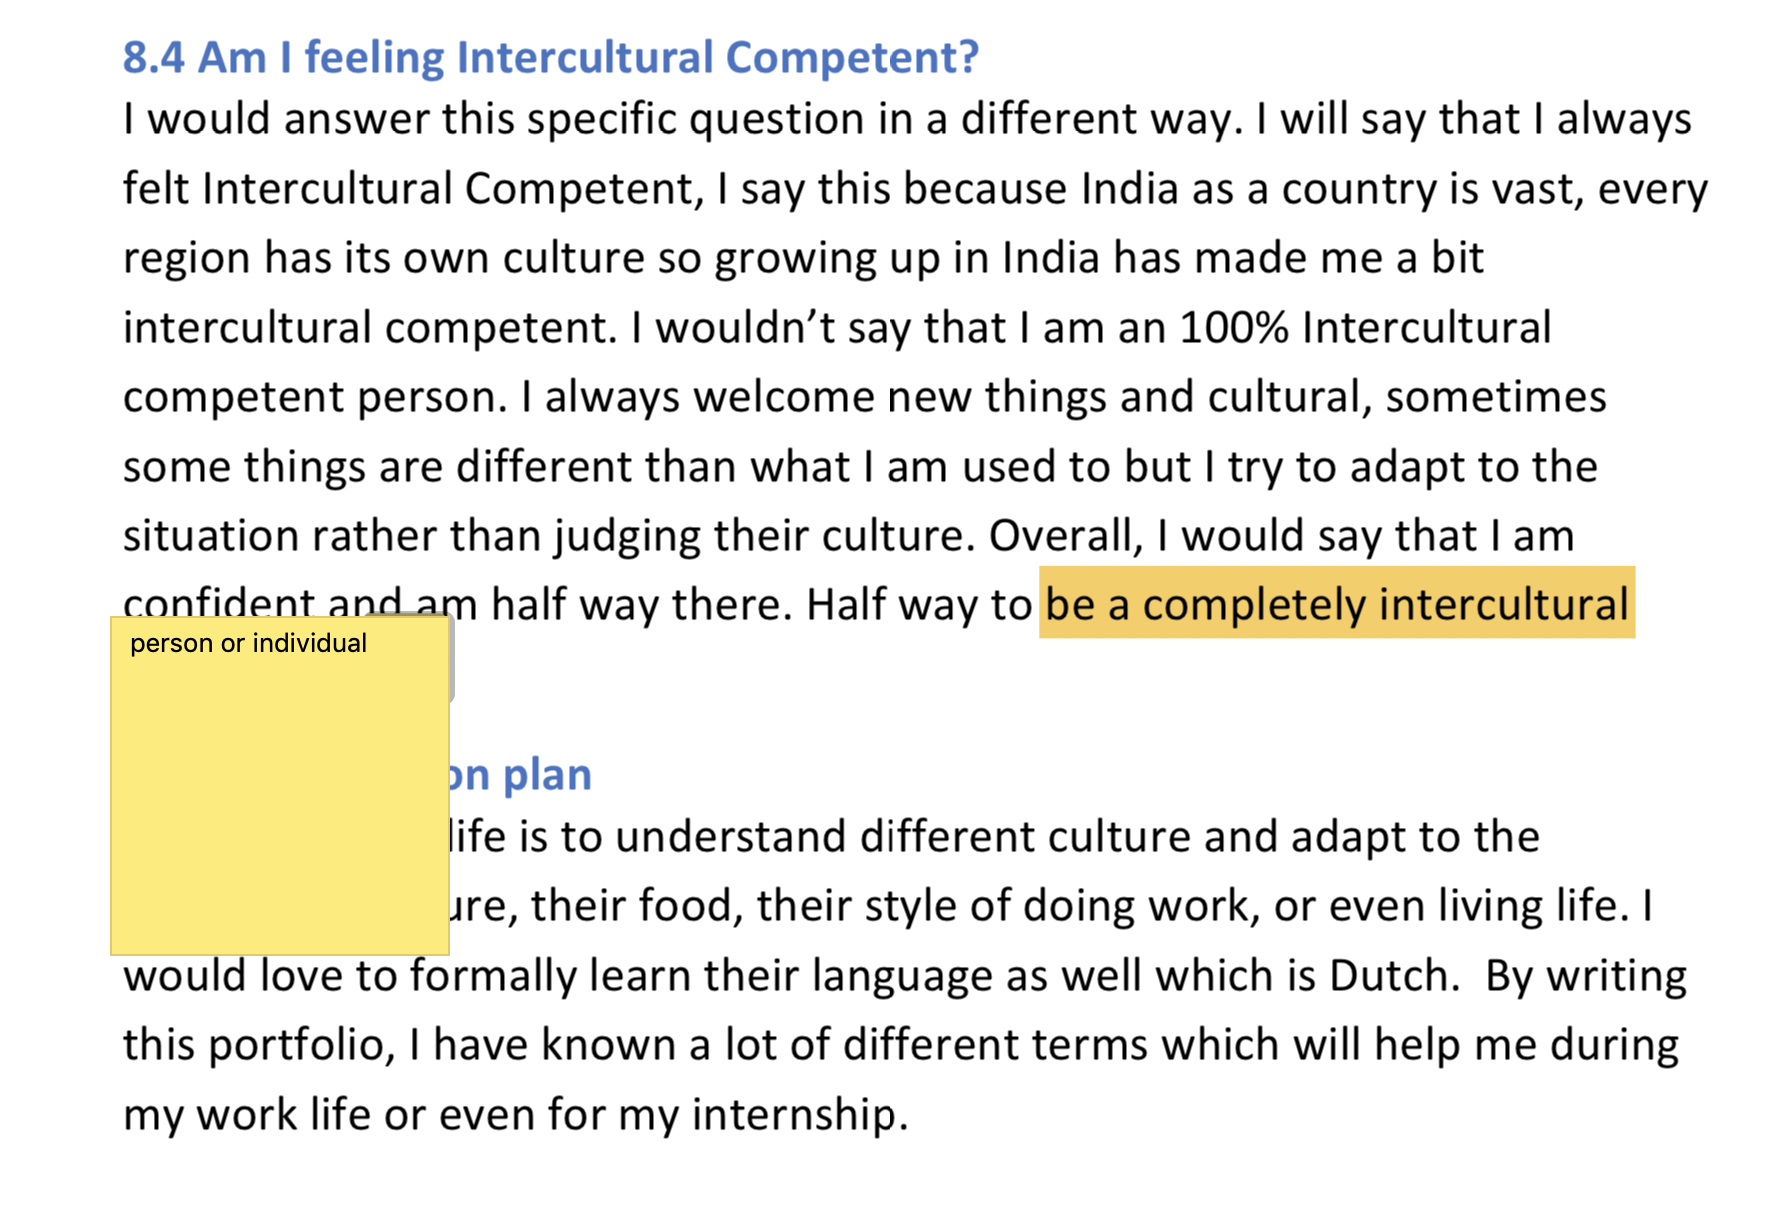 8.4 Am I feeling Intercultural Competent?
I would answer this specific question in a different way. I will say that I always
felt Intercultural Competent, I say this because India as a country is vast, every
region has its own culture so growing up in India has made me a bit
intercultural competent. I wouldn’t say that I am an 100% Intercultural
competent person. I always welcome new things and cultural, sometimes
some things are different than what I am used to but I try to adapt to the
situation rather than judging their culture. Overall, I would say that I am
confident and am half way there. Half way to be a completely intercultural
person or individual
plan
life is to understand different culture and adapt to the
their food, their style of doing work, or even living life. I
would love to formally learn their language as well which is Dutch. By writing
this portfolio, I have known a lot of different terms which will help me during
my work life or even for my internship.